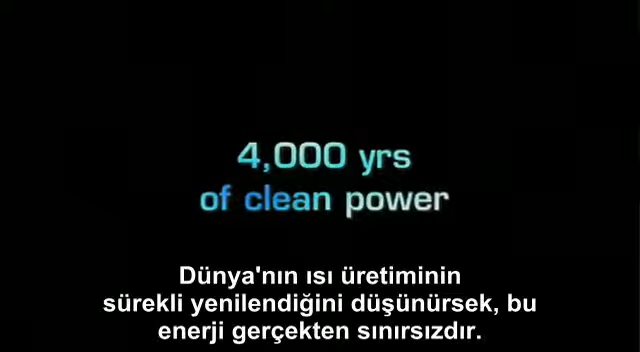 4,000 yrs
of clean power
Dünya'nın ısı üretiminin
sürekli yenilendiğini düşünürsek, bu
enerji gerçekten sınırsızdır.